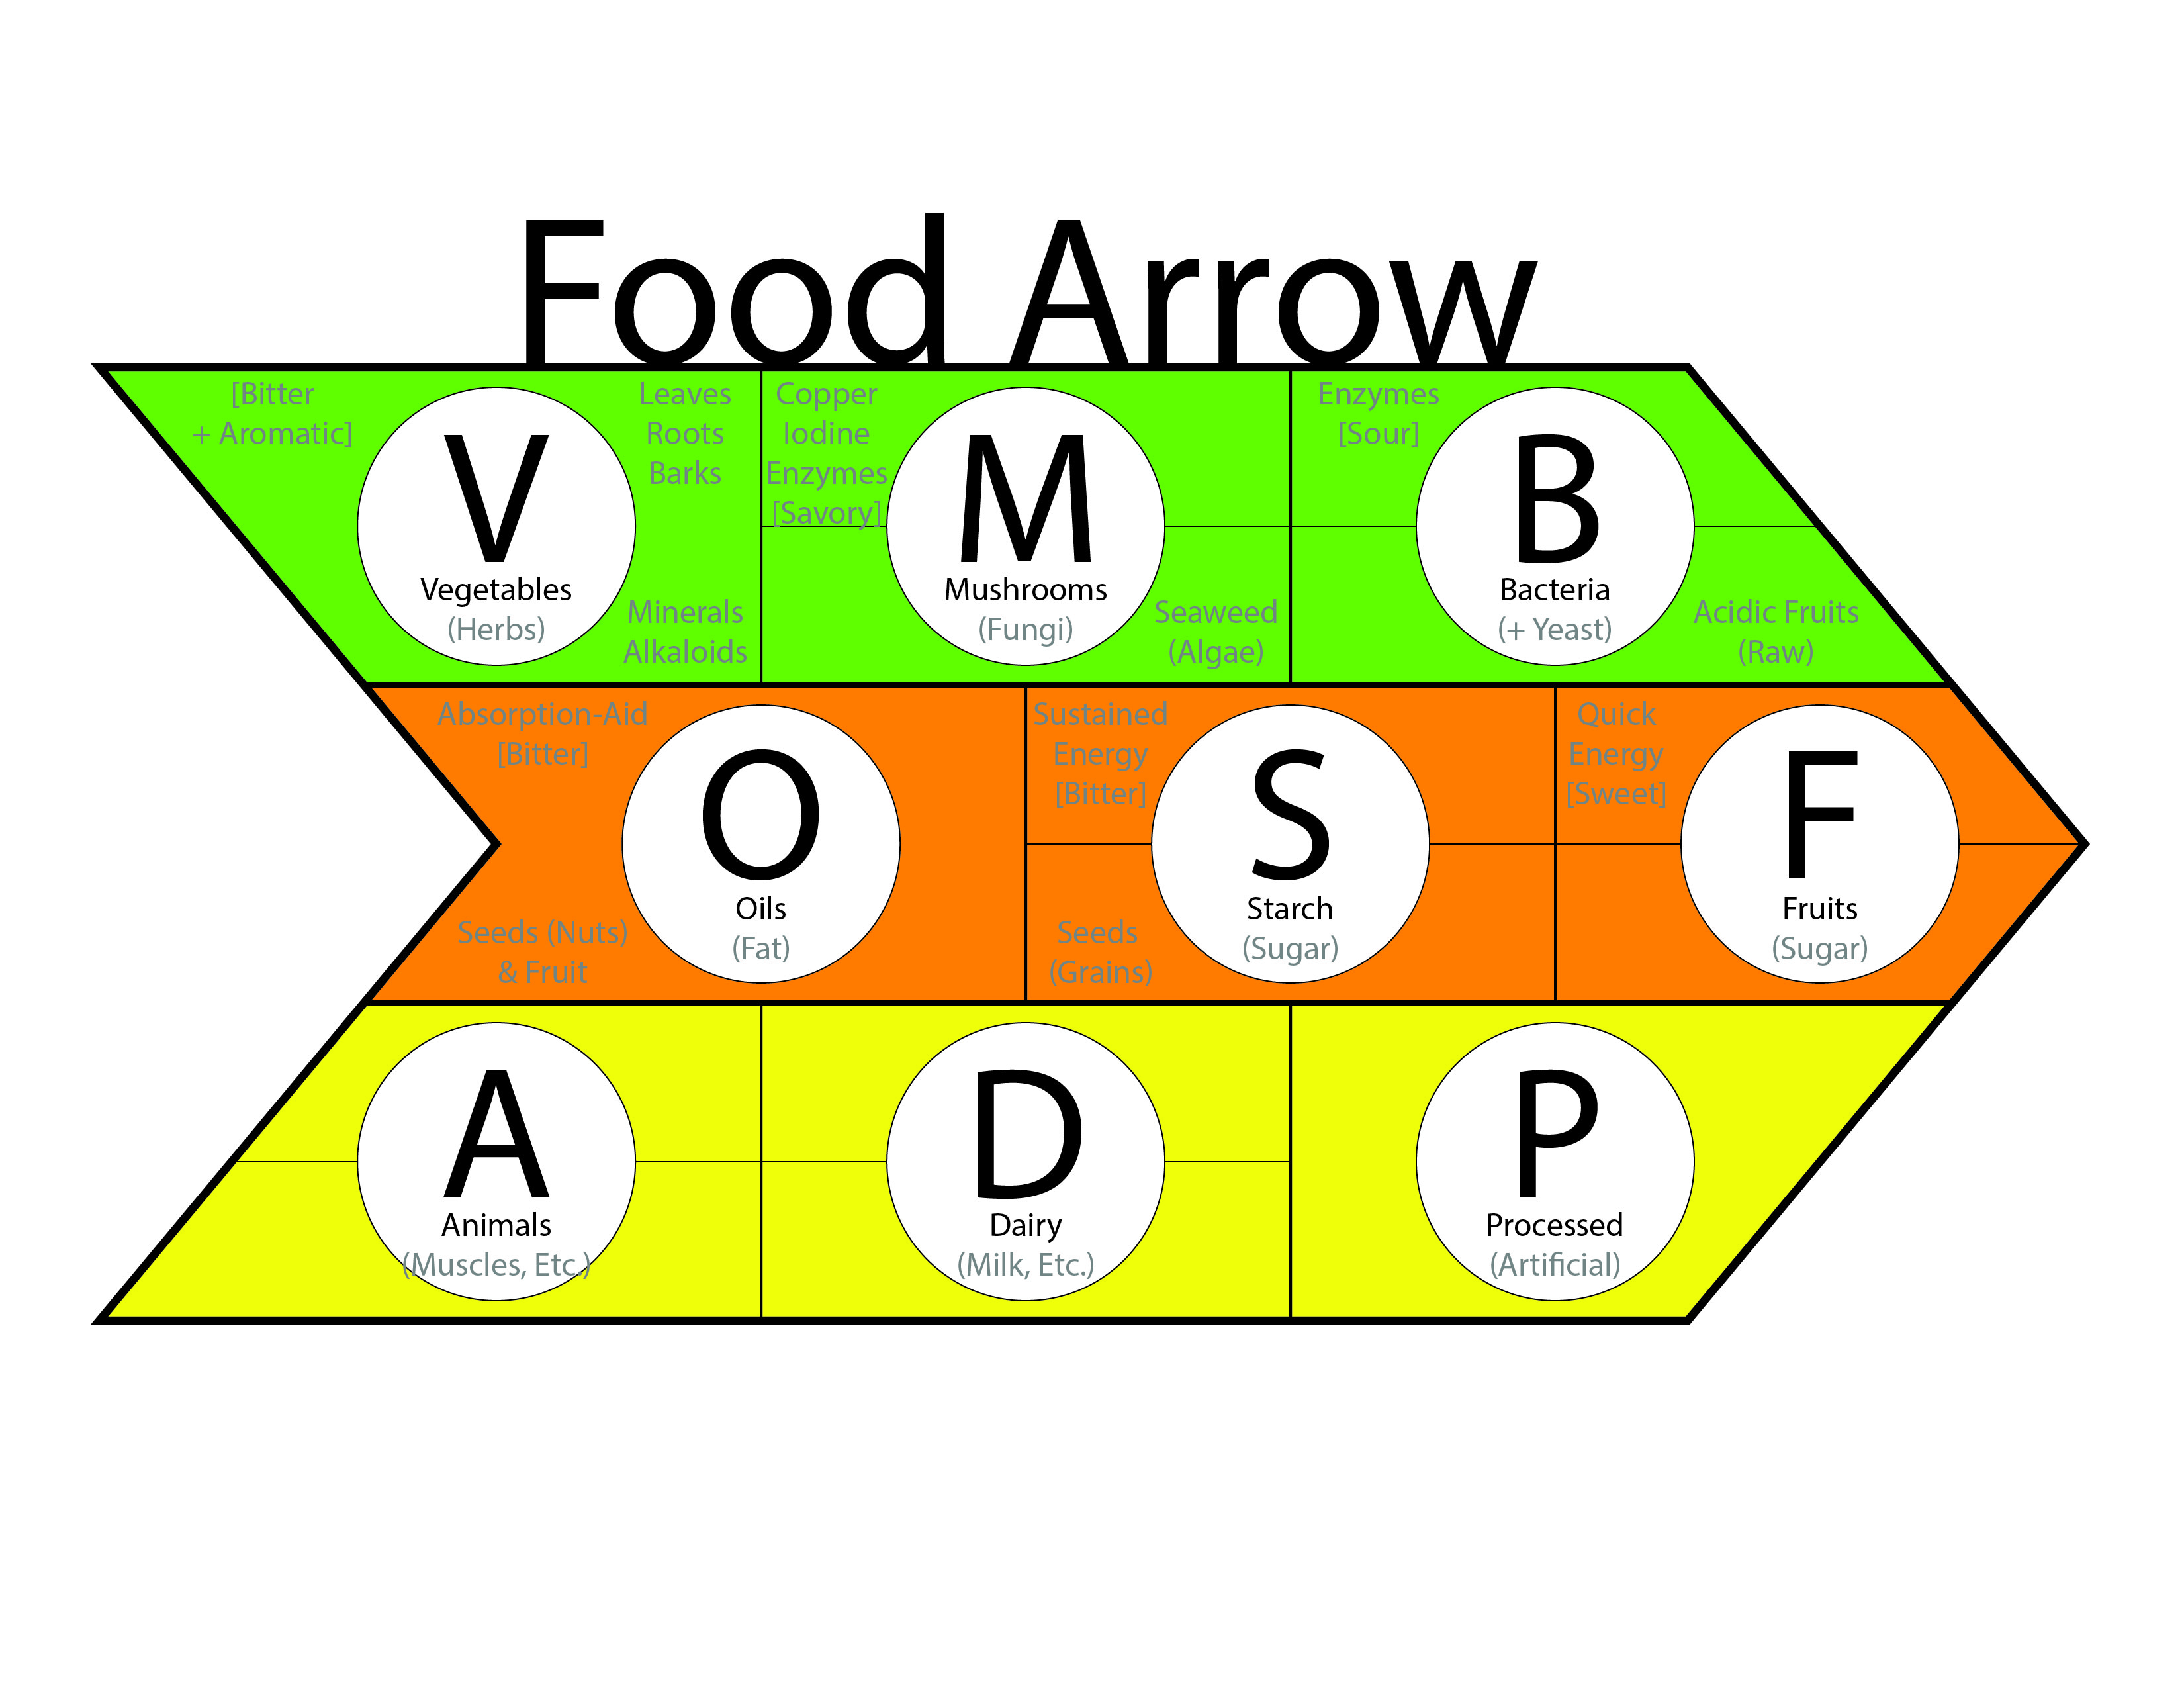 Food Arrow
[Bitter
+ Aromatic]
V
Vegetables
(Herbs)
Leaves
Roots
Barks
Minerals
Alkaloids
Copper
Iodine
Enzymes
[Savory]
M
Mushrooms
(Fungi)
Seaweed
(Algae)
Enzymes
[Sour]
B
Bacteria
(+ Yeast)
Acidic Fruits
(Raw)
Absorption-Aid
[Bitter]
Seeds (Nuts)
& Fruit
O
Oils
(Fat)
Sustained
Energy
[Bitter]
Seeds
(Grains)
S
Starch
(Sugar)
Quick
Energy
[Sweet]
F
Fruits
(Sugar)
A
Animals
(Muscles, Etc.)
D
Dairy
(Milk, Etc.)
P
Processed
(Artificial)